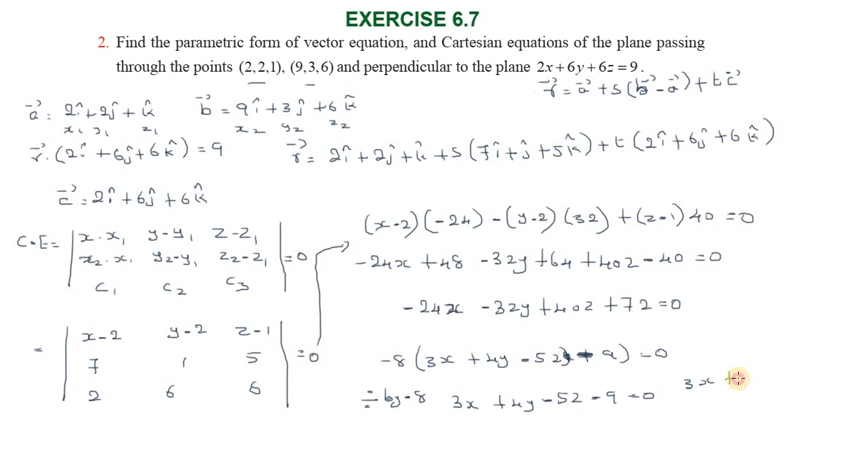 EXERCISE 6.7
2. Find the parametric form of vector equation, and Cartesian equations of the plane passing
through the points (2,2,1), (9,3,6) and perpendicular to the plane 2x+6y+6z=9.
r⃗ = a⃗ + s(b⃗ - a⃗) + t c⃗
a⃗ = 2î + 2ĵ + k̂   b⃗ = 9î + 3ĵ + 6k̂
x₁ y₁ z₁   x₂ y₂ z₂
r⃗ · (2î + 6ĵ + 6k̂) = 9   r⃗ = 2î + 2ĵ + k̂ + s(7î + ĵ + 5k̂) + t(2î + 6ĵ + 6k̂)
c⃗ = 2î + 6ĵ + 6k̂
C.E = | x-x₁ y-y₁ z-z₁ |
| x₂-x₁ y₂-y₁ z₂-z₁ | = 0
| c₁ c₂ c₃ |
= | x-2 y-2 z-1 |
| 7 1 5 | = 0
| 2 6 6 |
(x-2)(-24) - (y-2)(32) + (z-1)40 = 0
-24x + 48 - 32y + 64 + 40z - 40 = 0
-24x - 32y + 40z + 72 = 0
-8(3x + 4y - 5z - 9) = 0
÷ by -8 3x + 4y - 5z - 9 = 0
3x +